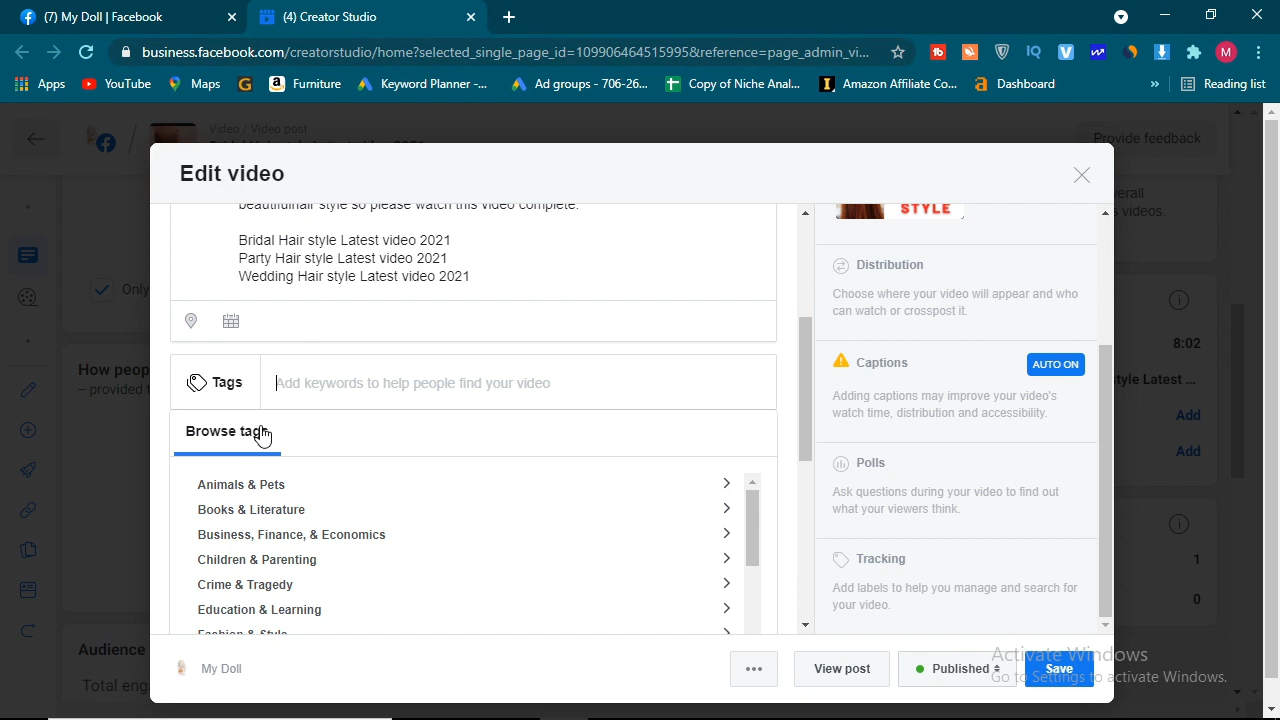 (7) My Doll | Facebook
(4) Creator Studio
business.facebook.com/creatorstudio/home?selected_single_page_id=109906464515995&reference=page_admin_vi...
M
Apps
YouTube
Maps
Furniture
Keyword Planner -...
Ad groups - 706-26...
Copy of Niche Anal...
Amazon Affiliate Co...
Dashboard
Reading list
Video / Video post
Provide feedback
Edit video
beautifulhair style so please watch this video complete.
Bridal Hair style Latest video 2021
Party Hair style Latest video 2021
Wedding Hair style Latest video 2021
Tags
Add keywords to help people find your video
Browse tags
Animals & Pets
Books & Literature
Business, Finance, & Economics
Children & Parenting
Crime & Tragedy
Education & Learning
Fashion & Style
STYLE
Distribution
Choose where your video will appear and who
can watch or crosspost it.
Captions
AUTO ON
Adding captions may improve your video's
watch time, distribution and accessibility.
Polls
Ask questions during your video to find out
what your viewers think.
Tracking
Add labels to help you manage and search for
your video.
My Doll
View post
Published
Save
Only
How peop
– provided
Audience
Total eng
erall
s videos.
8:02
tyle Latest ...
Add
Add
1
0
Activate Windows
Go to Settings to activate Windows.